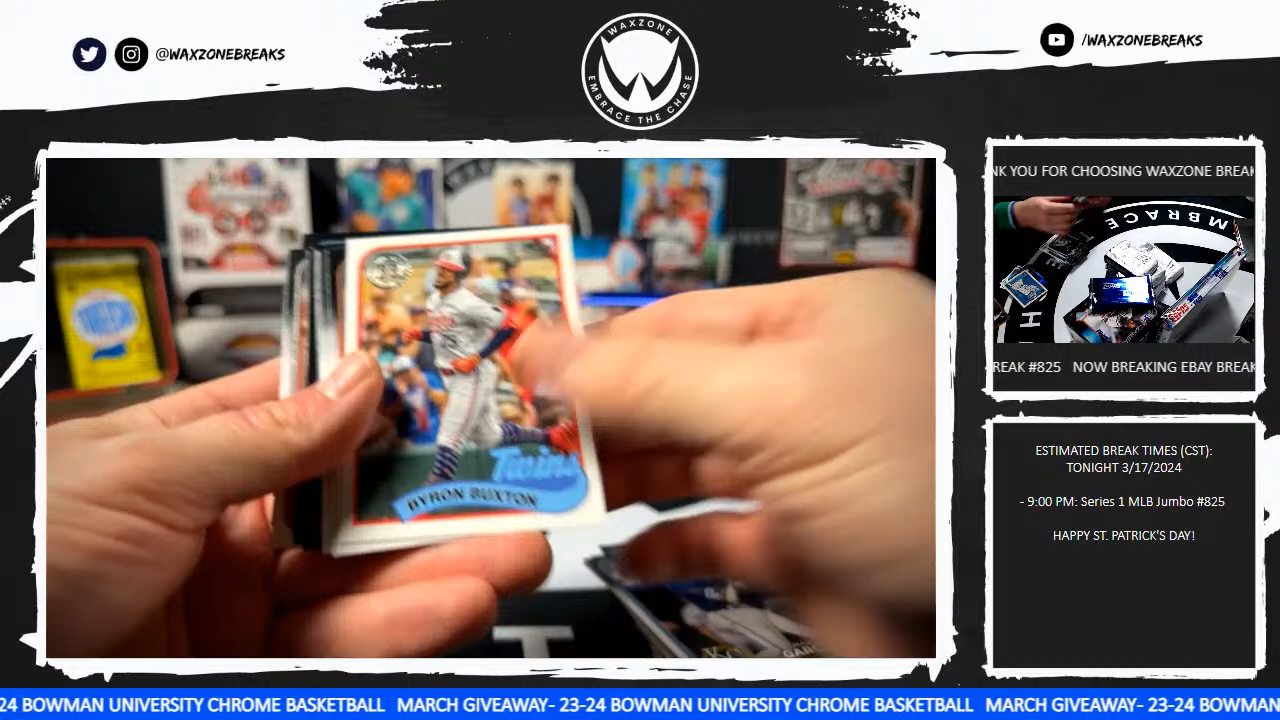 @WAXZONEBREAKS
WAXZONE
EMBRACE THE CHASE
/WAXZONEBREAKS
NK YOU FOR CHOOSING WAXZONE BREAK
MBRACE
REAK #825 NOW BREAKING EBAY BREAK
Twins
BYRON BUXTON
ESTIMATED BREAK TIMES (CST):
TONIGHT 3/17/2024
- 9:00 PM: Series 1 MLB Jumbo #825
HAPPY ST. PATRICK'S DAY!
24 BOWMAN UNIVERSITY CHROME BASKETBALL MARCH GIVEAWAY- 23-24 BOWMAN UNIVERSITY CHROME BASKETBALL MARCH GIVEAWAY- 23-24 BOWMAN